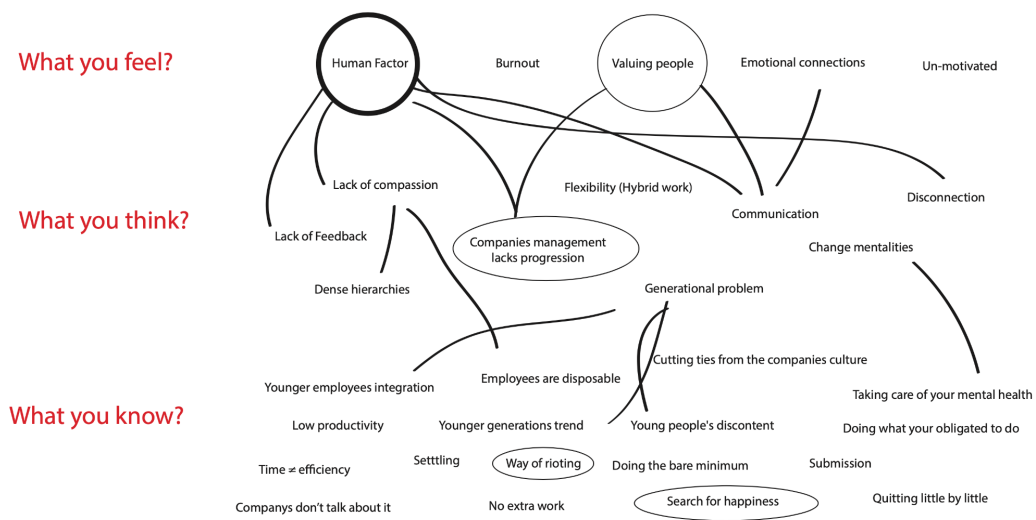 What you feel?
Human Factor
Burnout
Valuing people
Emotional connections
Un-motivated
What you think?
Lack of compassion
Flexibility (Hybrid work)
Disconnection
Communication
Lack of Feedback
Companies management
lacks progression
Change mentalities
Dense hierarchies
Generational problem
What you know?
Cutting ties from the companies culture
Younger employees integration
Employees are disposable
Taking care of your mental health
Low productivity
Younger generations trend
Young people's discontent
Doing what your obligated to do
Time ≠ efficiency
Setttling
Way of rioting
Doing the bare minimum
Submission
Companys don't talk about it
No extra work
Search for happiness
Quitting little by little